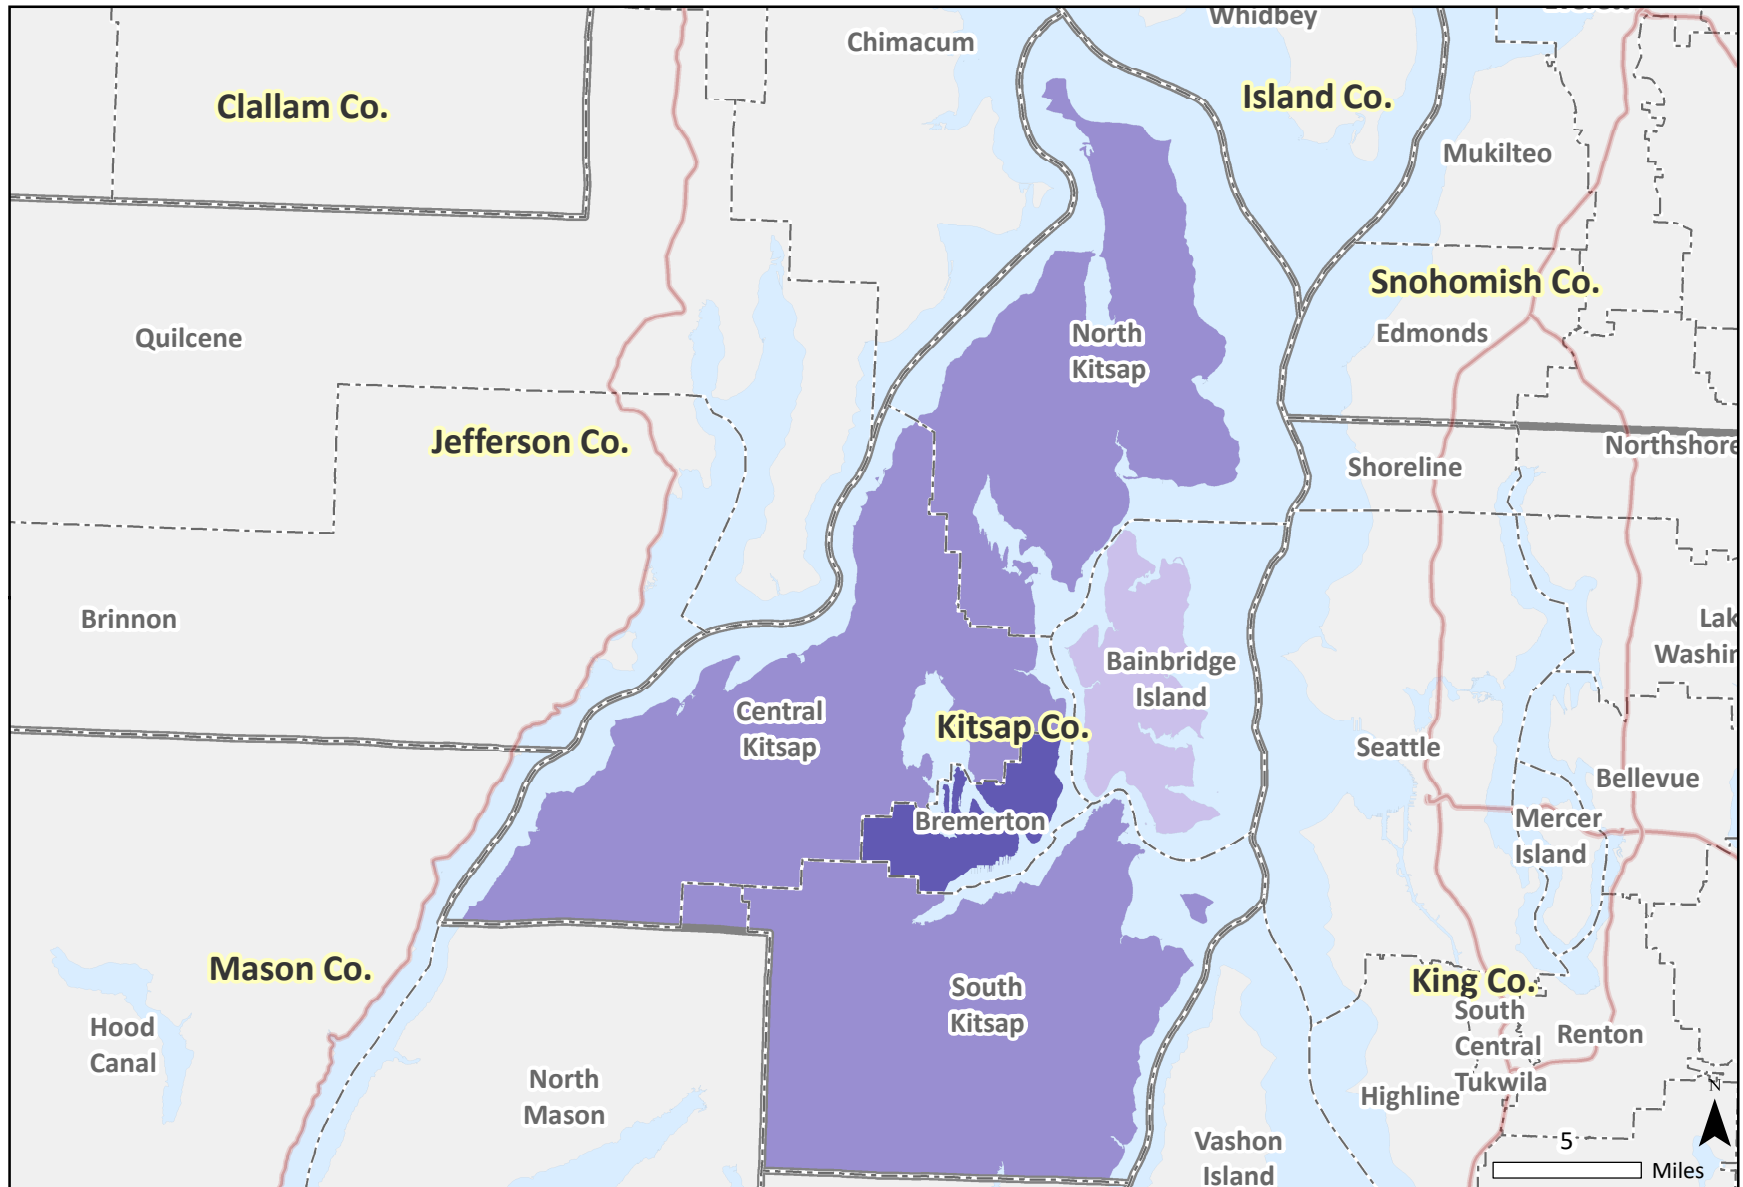 Whidbey
Chimacum
Clallam Co.
Island Co.
Mukilteo
Snohomish Co.
Quilcene
North
Kitsap
Edmonds
Jefferson Co.
Northshore
Shoreline
Brinnon
Lak
Washin
Bainbridge
Island
Central
Kitsap
Kitsap Co.
Seattle
Bellevue
Bremerton
Mercer
Island
Mason Co.
King Co.
South
Kitsap
South
Central
Tukwila
Hood
Canal
Renton
North
Mason
Highline
N
Vashon
Island
5
Miles